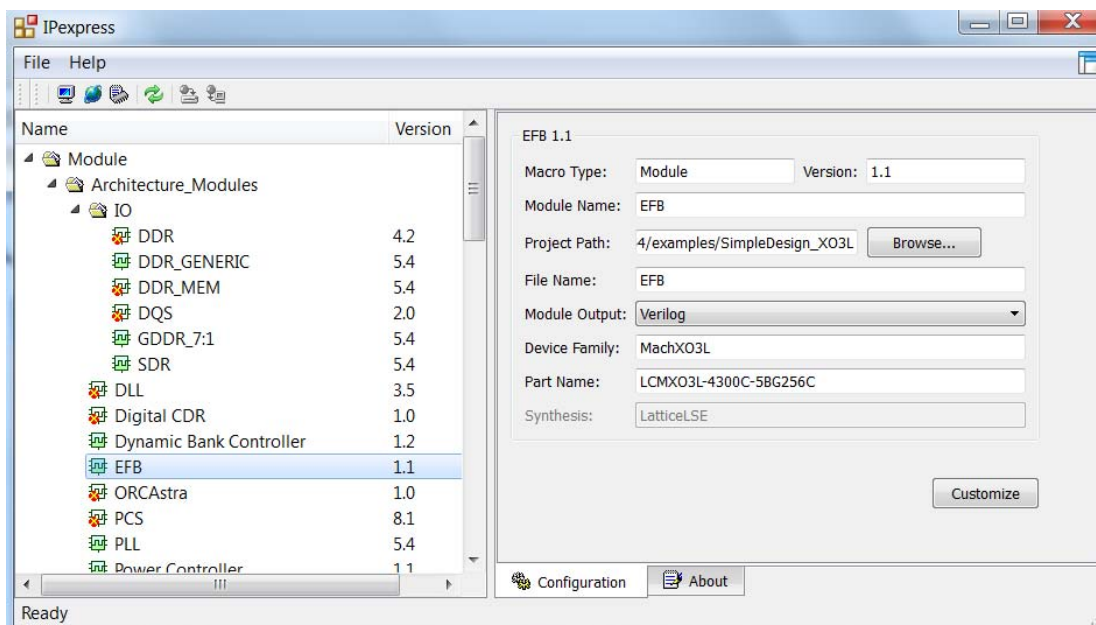 IPexpress
File Help
Name Version
Module
Architecture_Modules
IO
DDR 4.2
DDR_GENERIC 5.4
DDR_MEM 5.4
DQS 2.0
GDDR_7:1 5.4
SDR 5.4
DLL 3.5
Digital CDR 1.0
Dynamic Bank Controller 1.2
EFB 1.1
ORCAstra 1.0
PCS 8.1
PLL 5.4
Power Controller 1.1
EFB 1.1
Macro Type: Module Version: 1.1
Module Name: EFB
Project Path: 4/examples/SimpleDesign_XO3L Browse...
File Name: EFB
Module Output: Verilog
Device Family: MachXO3L
Part Name: LCMXO3L-4300C-5BG256C
Synthesis: LatticeLSE
Customize
Configuration About
Ready